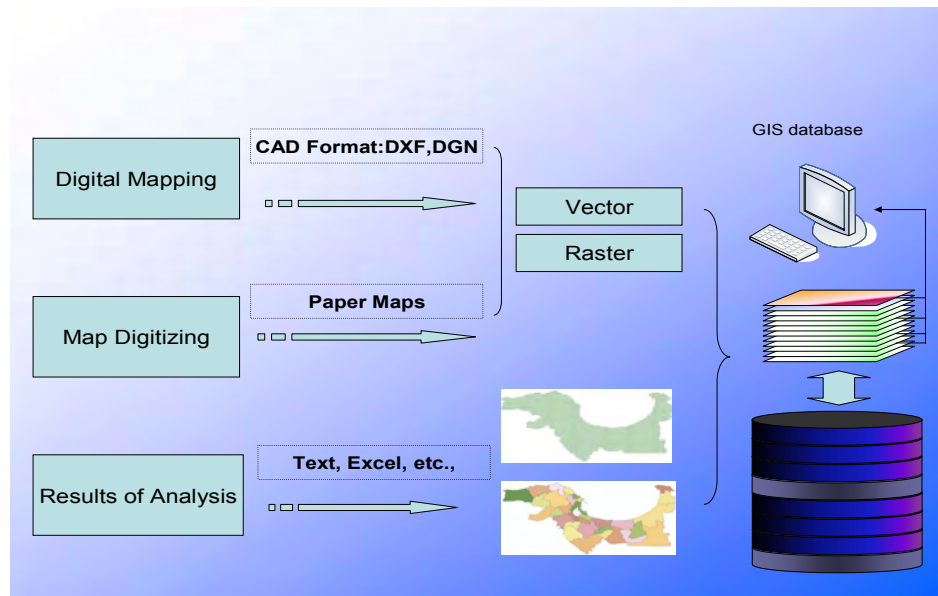 CAD Format:DXF,DGN
GIS database
Digital Mapping
Vector
Raster
Paper Maps
Map Digitizing
Text, Excel, etc.,
Results of Analysis